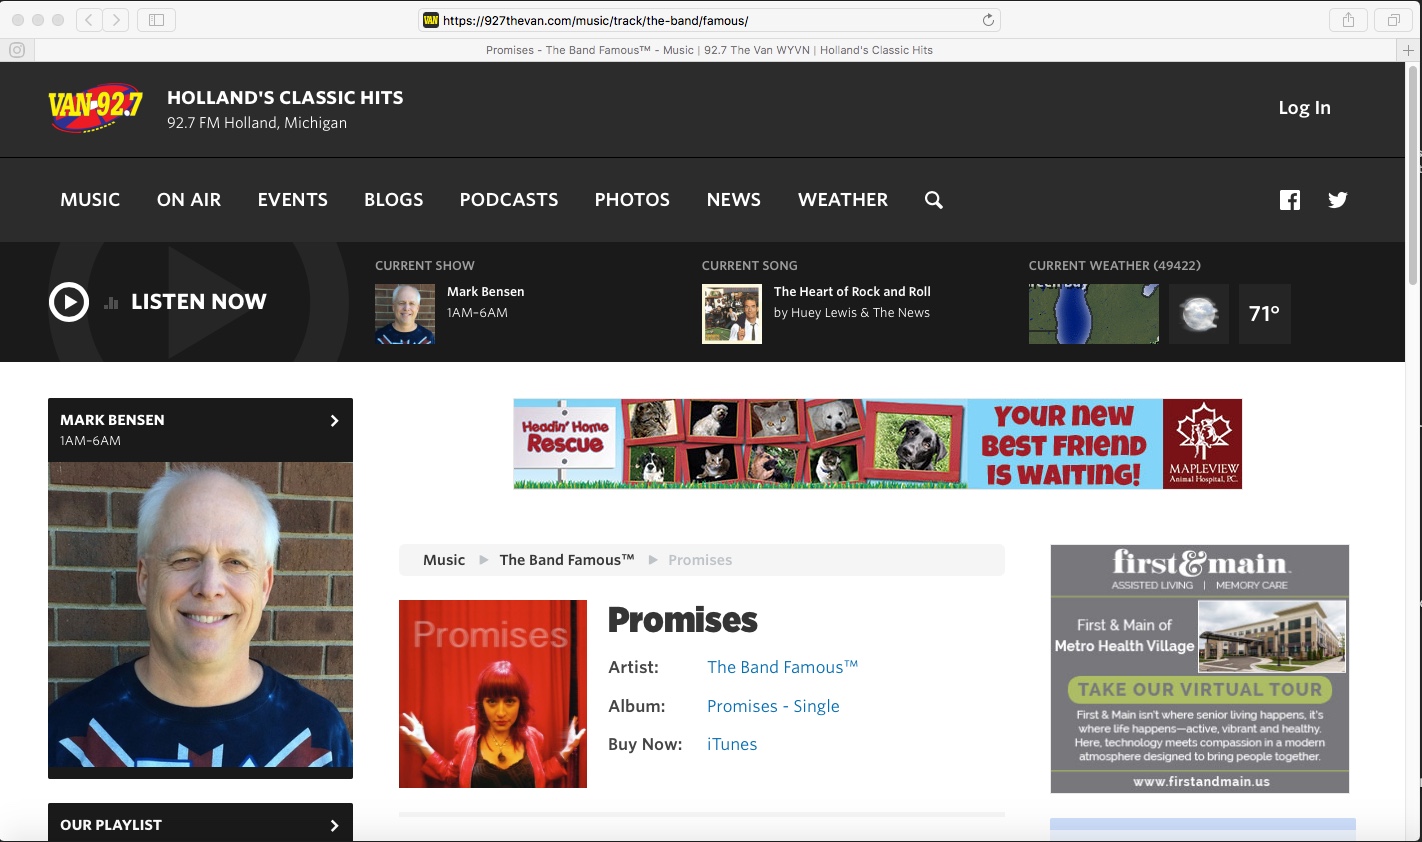 https://927thevan.com/music/track/the-band/famous/
Promises - The Band Famous™ - Music | 92.7 The Van WYVN | Holland's Classic Hits
VAN 92.7
HOLLAND'S CLASSIC HITS
92.7 FM Holland, Michigan
Log In
MUSIC ON AIR EVENTS BLOGS PODCASTS PHOTOS NEWS WEATHER
LISTEN NOW
CURRENT SHOW
Mark Bensen
1AM–6AM
CURRENT SONG
The Heart of Rock and Roll
by Huey Lewis & The News
CURRENT WEATHER (49422)
71°
MARK BENSEN
1AM–6AM
Headin' Home
Rescue
YOUR NEW
BEST FRIEND
IS WAITING!
MAPLEVIEW
Animal Hospital, P.C.
Music The Band Famous™ Promises
Promises
Promises
Artist: The Band Famous™
Album: Promises - Single
Buy Now: iTunes
first&main
ASSISTED LIVING | MEMORY CARE
First & Main of
Metro Health Village
TAKE OUR VIRTUAL TOUR
First & Main isn't where senior living happens, it's
where life happens—active, vibrant and healthy.
Here, technology meets compassion in a modern
atmosphere designed to bring people together.
www.firstandmain.us
OUR PLAYLIST